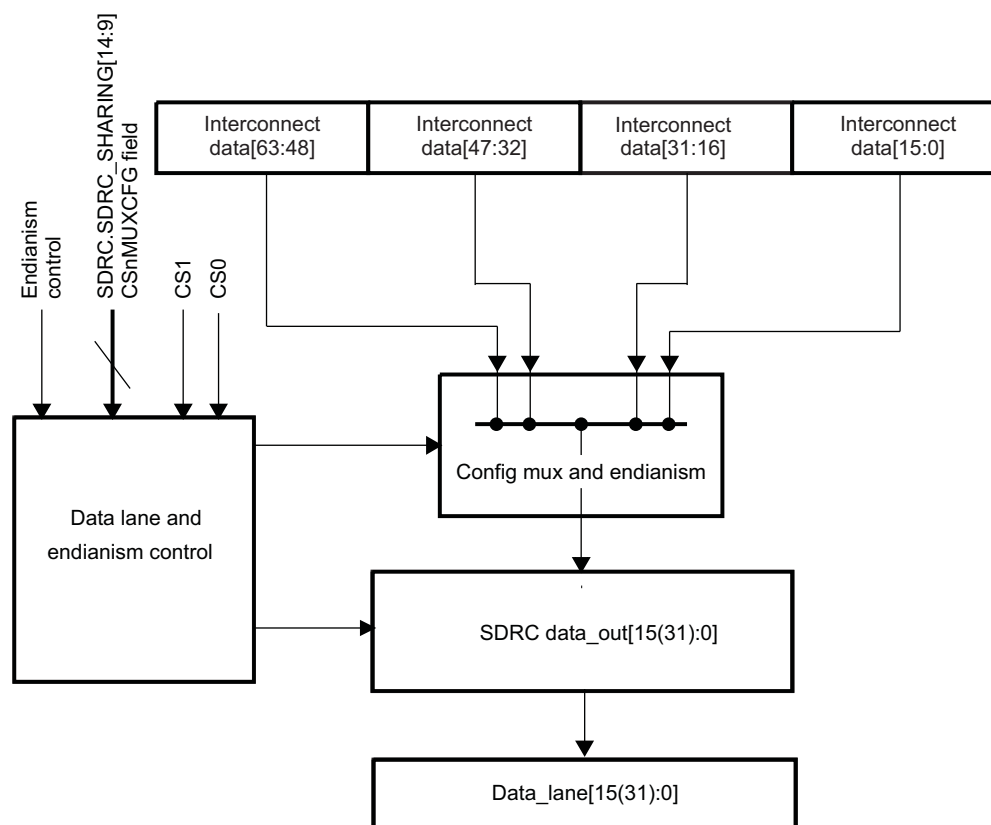 Endianism
control
SDRC.SDRC_SHARING[14:9]
CSnMUXCFG field
CS1
CS0
Interconnect
data[63:48]
Interconnect
data[47:32]
Interconnect
data[31:16]
Interconnect
data[15:0]
Config mux and endianism
Data lane and
endianism control
SDRC data_out[15(31):0]
Data_lane[15(31):0]